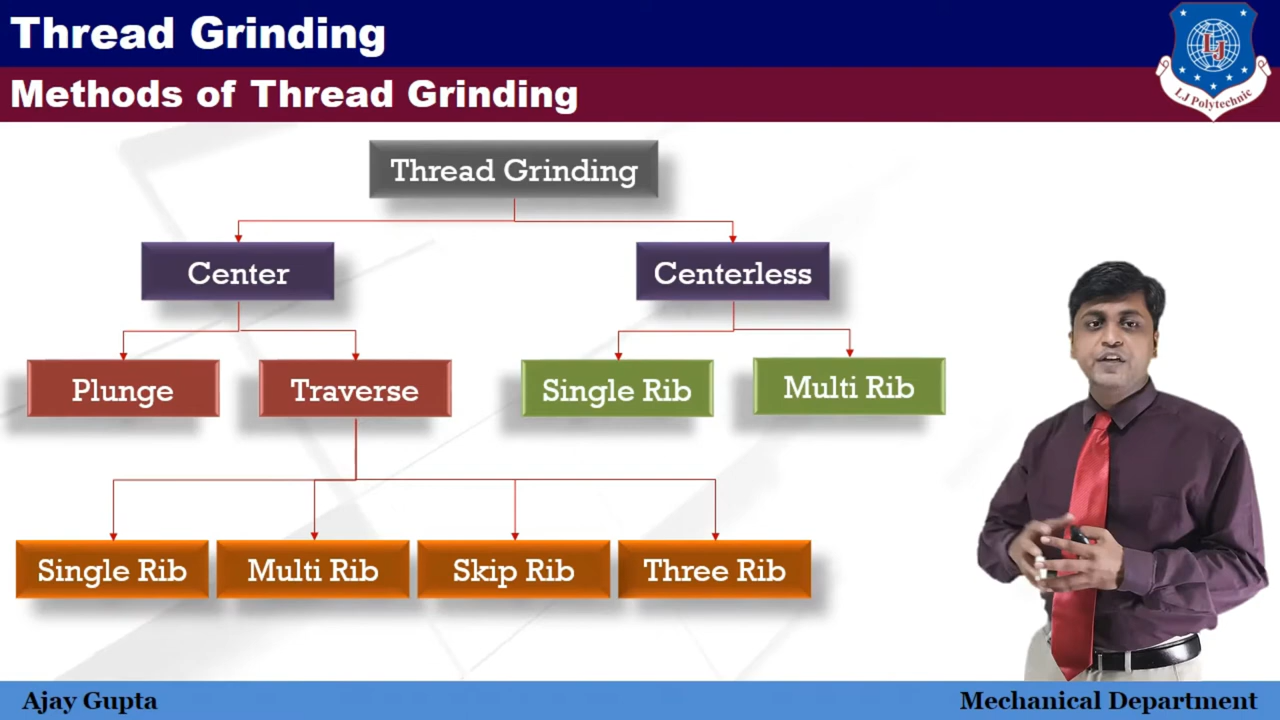 Thread Grinding
Methods of Thread Grinding
LJ
L.J Polytechnic
Thread Grinding
Center
Centerless
Plunge
Traverse
Single Rib
Multi Rib
Single Rib
Multi Rib
Skip Rib
Three Rib
Ajay Gupta
Mechanical Department